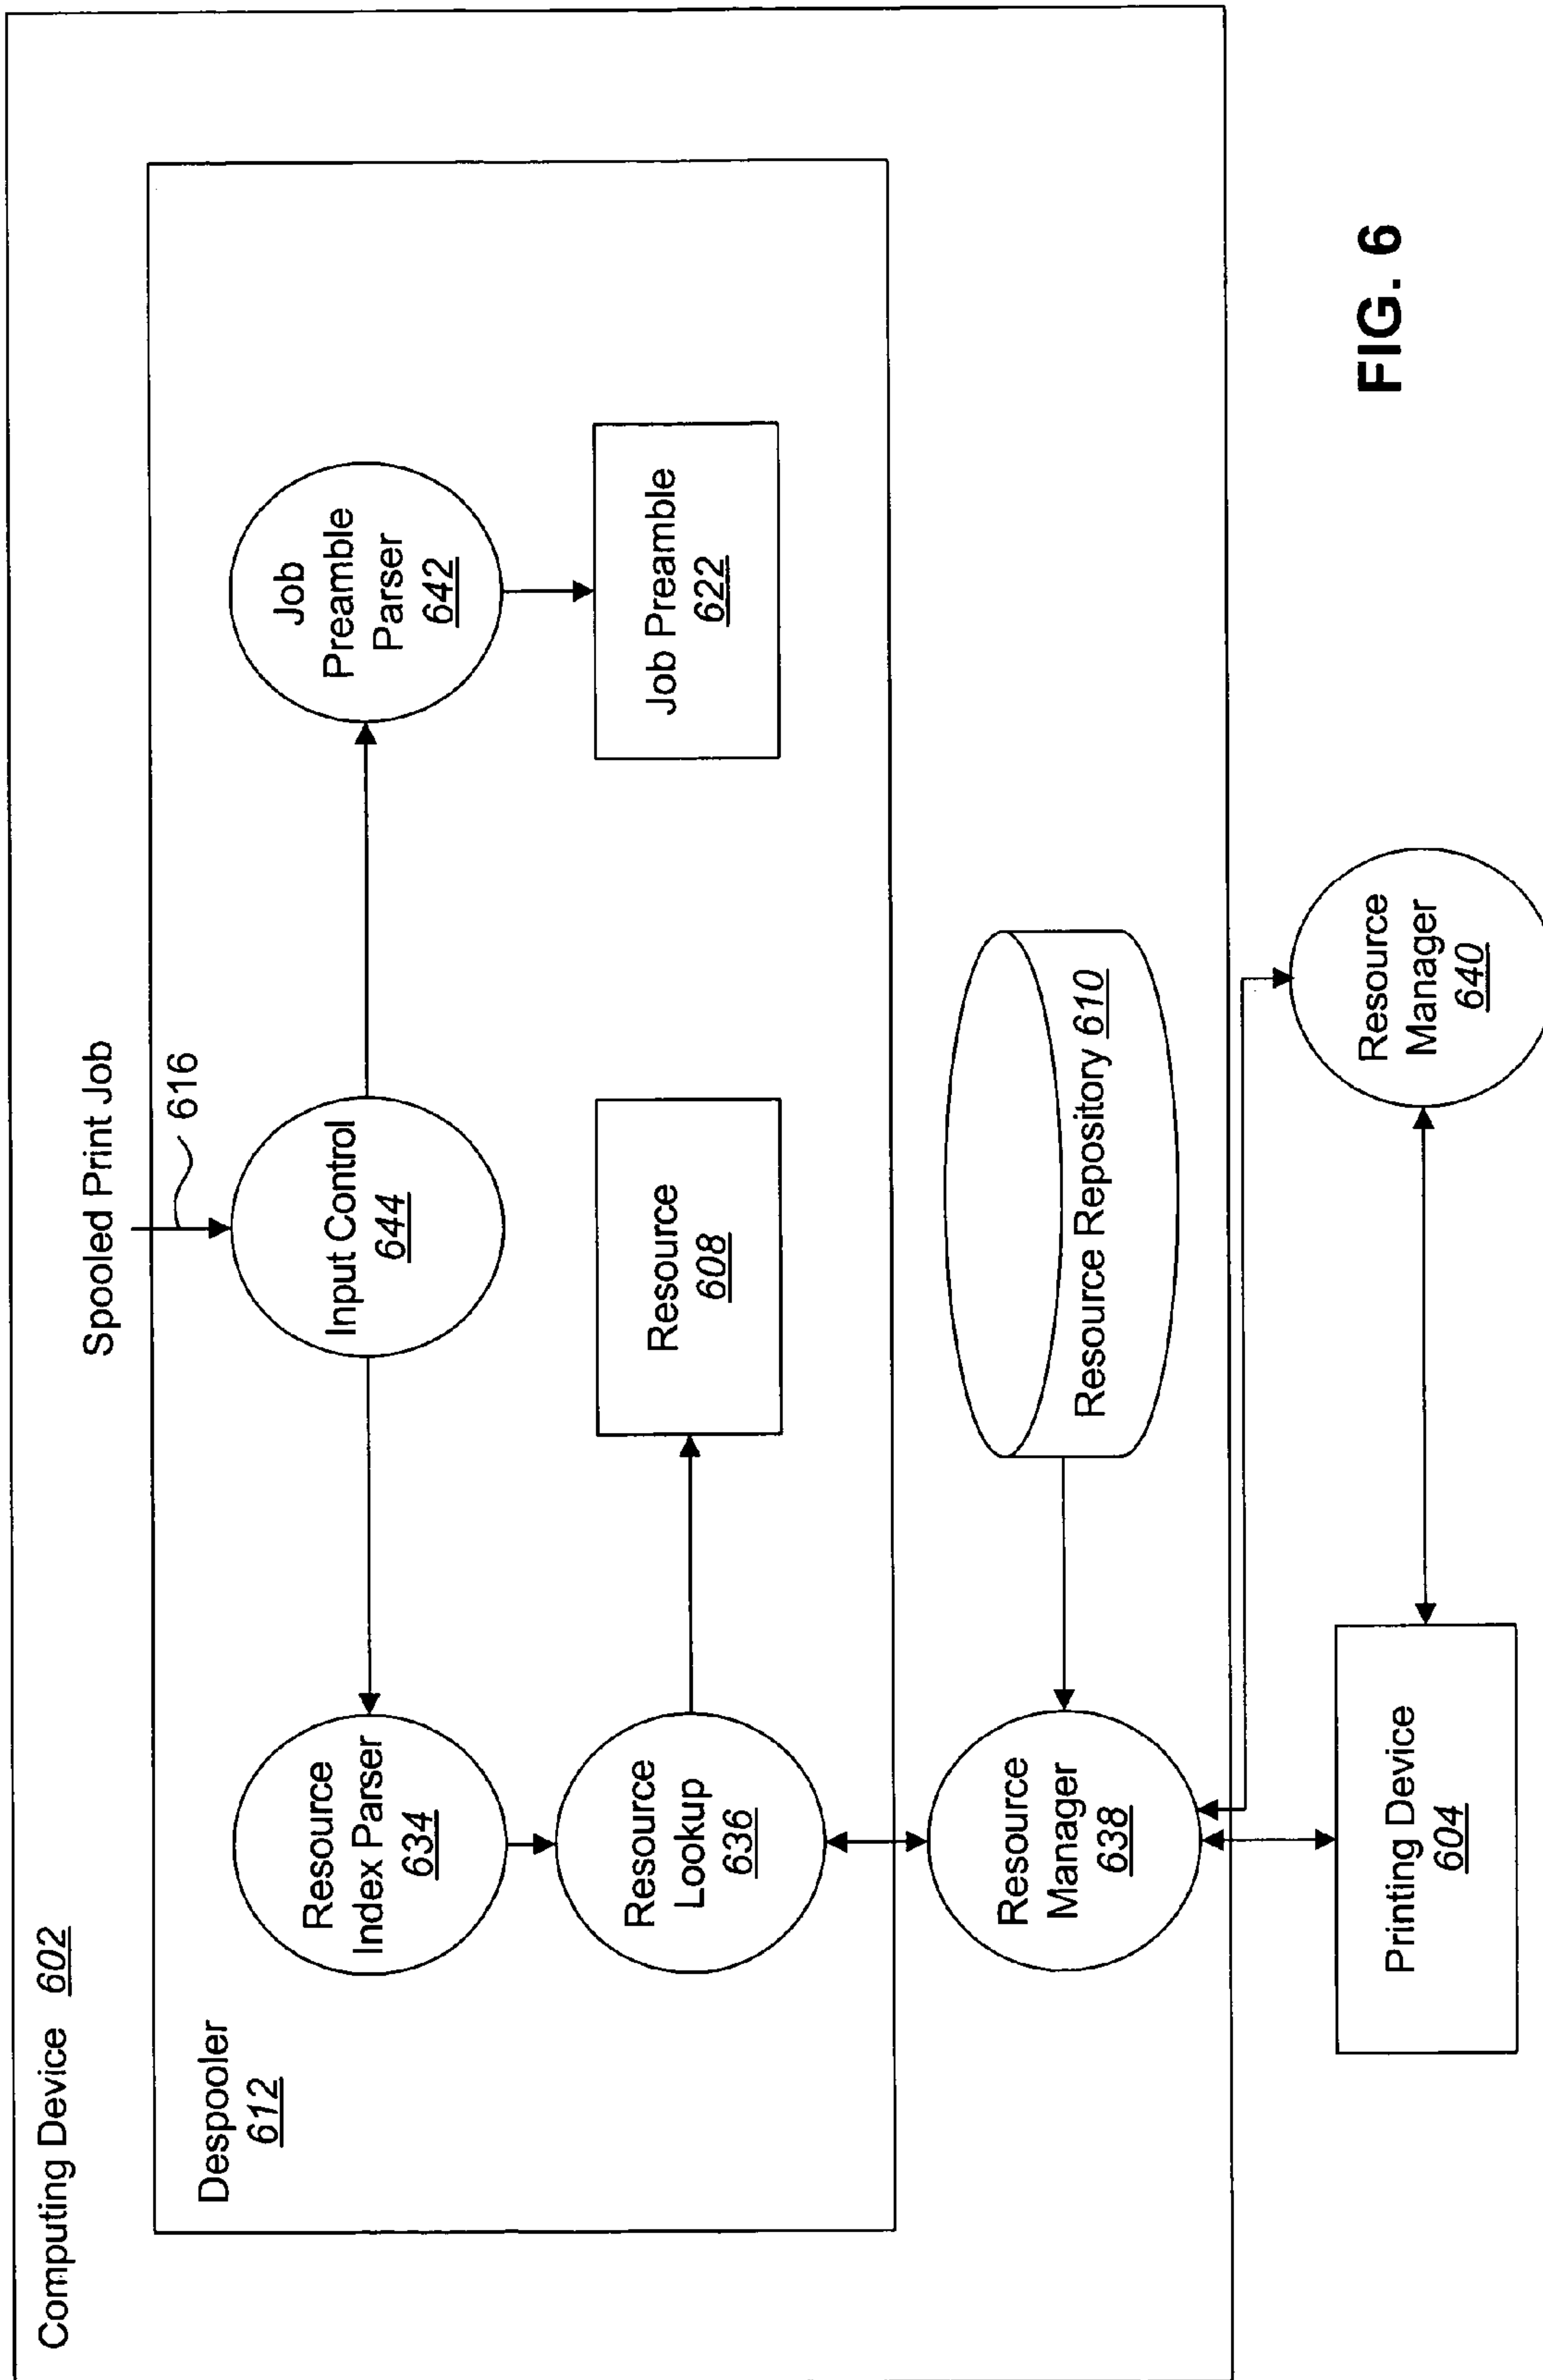 Computing Device 602
Spooled Print Job
616
Despooler
612
Resource
Index Parser
634
Input Control
644
Job
Preamble
Parser
642
Resource
Lookup
636
Resource
608
Job Preamble
622
Resource
Manager
638
Resource Repository 610
Printing Device
604
Resource
Manager
640
FIG. 6